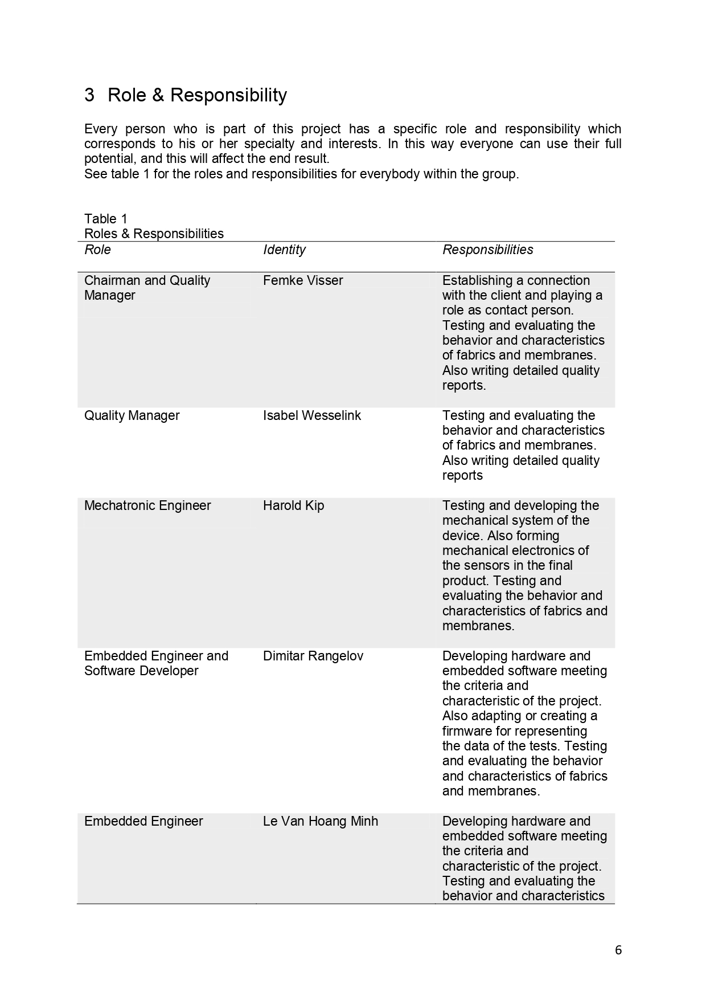 3 Role & Responsibility
Every person who is part of this project has a specific role and responsibility which
corresponds to his or her specialty and interests. In this way everyone can use their full
potential, and this will affect the end result.
See table 1 for the roles and responsibilities for everybody within the group.
Table 1
Roles & Responsibilities
Role Identity Responsibilities
Chairman and Quality Femke Visser Establishing a connection
Manager with the client and playing a
role as contact person.
Testing and evaluating the
behavior and characteristics
of fabrics and membranes.
Also writing detailed quality
reports.
Quality Manager Isabel Wesselink Testing and evaluating the
behavior and characteristics
of fabrics and membranes.
Also writing detailed quality
reports
Mechatronic Engineer Harold Kip Testing and developing the
mechanical system of the
device. Also forming
mechanical electronics of
the sensors in the final
product. Testing and
evaluating the behavior and
characteristics of fabrics and
membranes.
Embedded Engineer and Dimitar Rangelov Developing hardware and
Software Developer embedded software meeting
the criteria and
characteristic of the project.
Also adapting or creating a
firmware for representing
the data of the tests. Testing
and evaluating the behavior
and characteristics of fabrics
and membranes.
Embedded Engineer Le Van Hoang Minh Developing hardware and
embedded software meeting
the criteria and
characteristic of the project.
Testing and evaluating the
behavior and characteristics
6